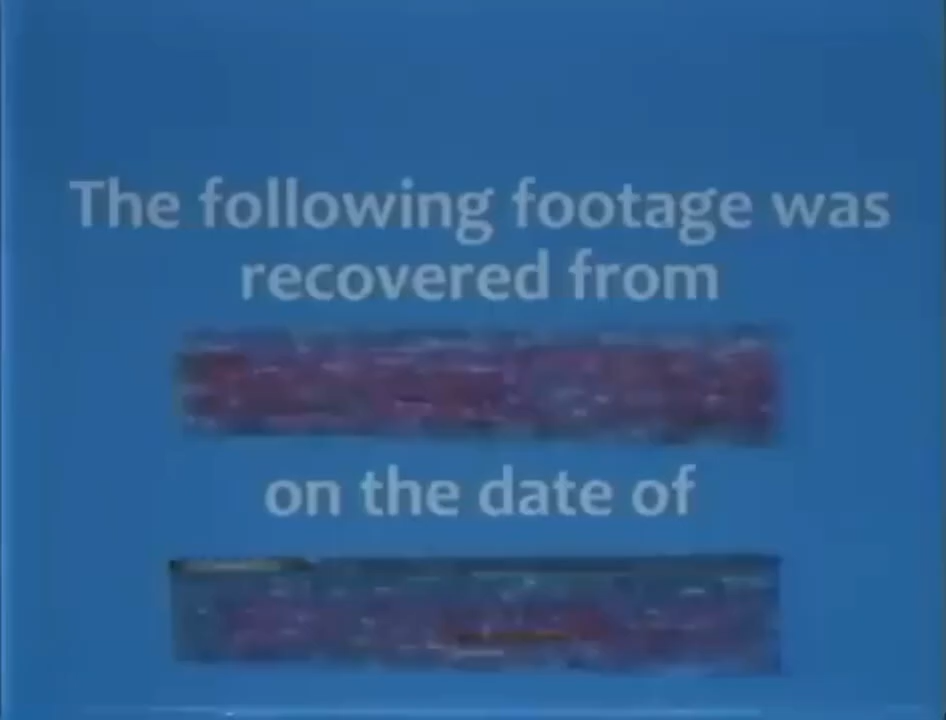 The following footage was
recovered from
on the date of